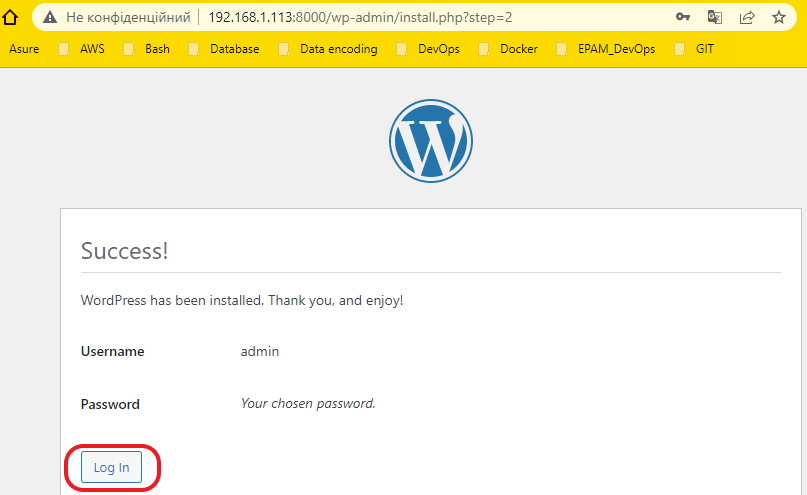 Не конфіденційний 192.168.1.113:8000/wp-admin/install.php?step=2
Asure AWS Bash Database Data encoding DevOps Docker EPAM_DevOps GIT
Success!
WordPress has been installed. Thank you, and enjoy!
Username admin
Password Your chosen password.
Log In